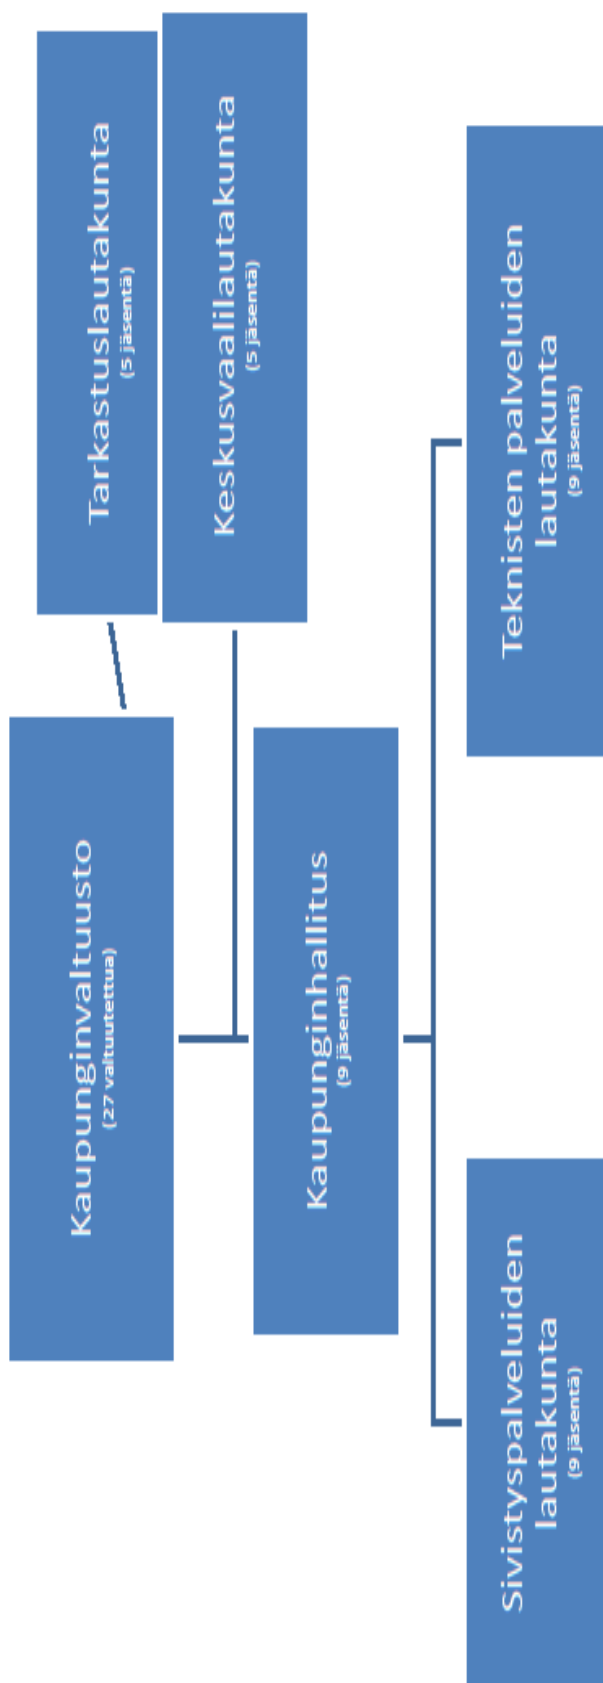 Kaupunginvaltuusto
(27 valtuutettua)
Tarkastuslautakunta
(5 jäsentä)
Keskusvaalilautakunta
(5 jäsentä)
Kaupunginhallitus
(9 jäsentä)
Sivistyspalveluiden
lautakunta
(9 jäsentä)
Teknisten palveluiden
lautakunta
(9 jäsentä)